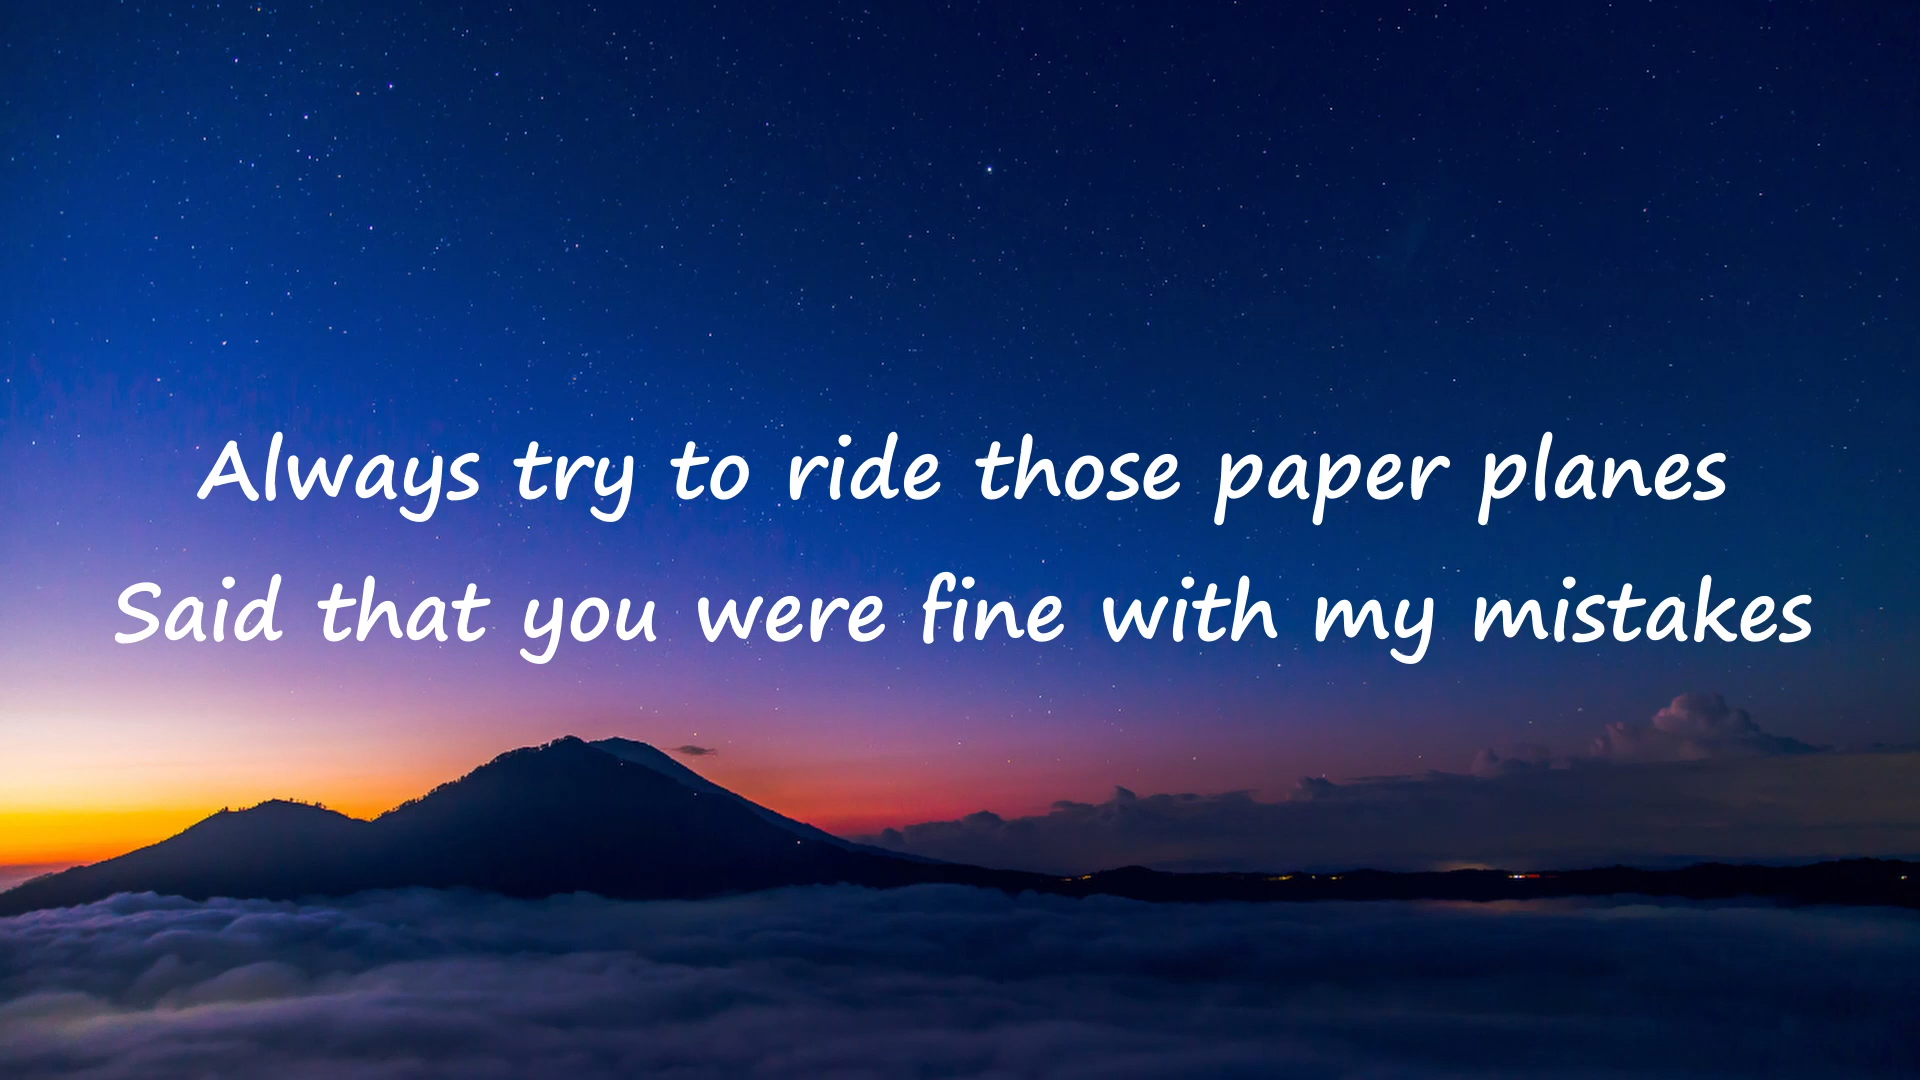 Always try to ride those paper planes
Said that you were fine with my mistakes